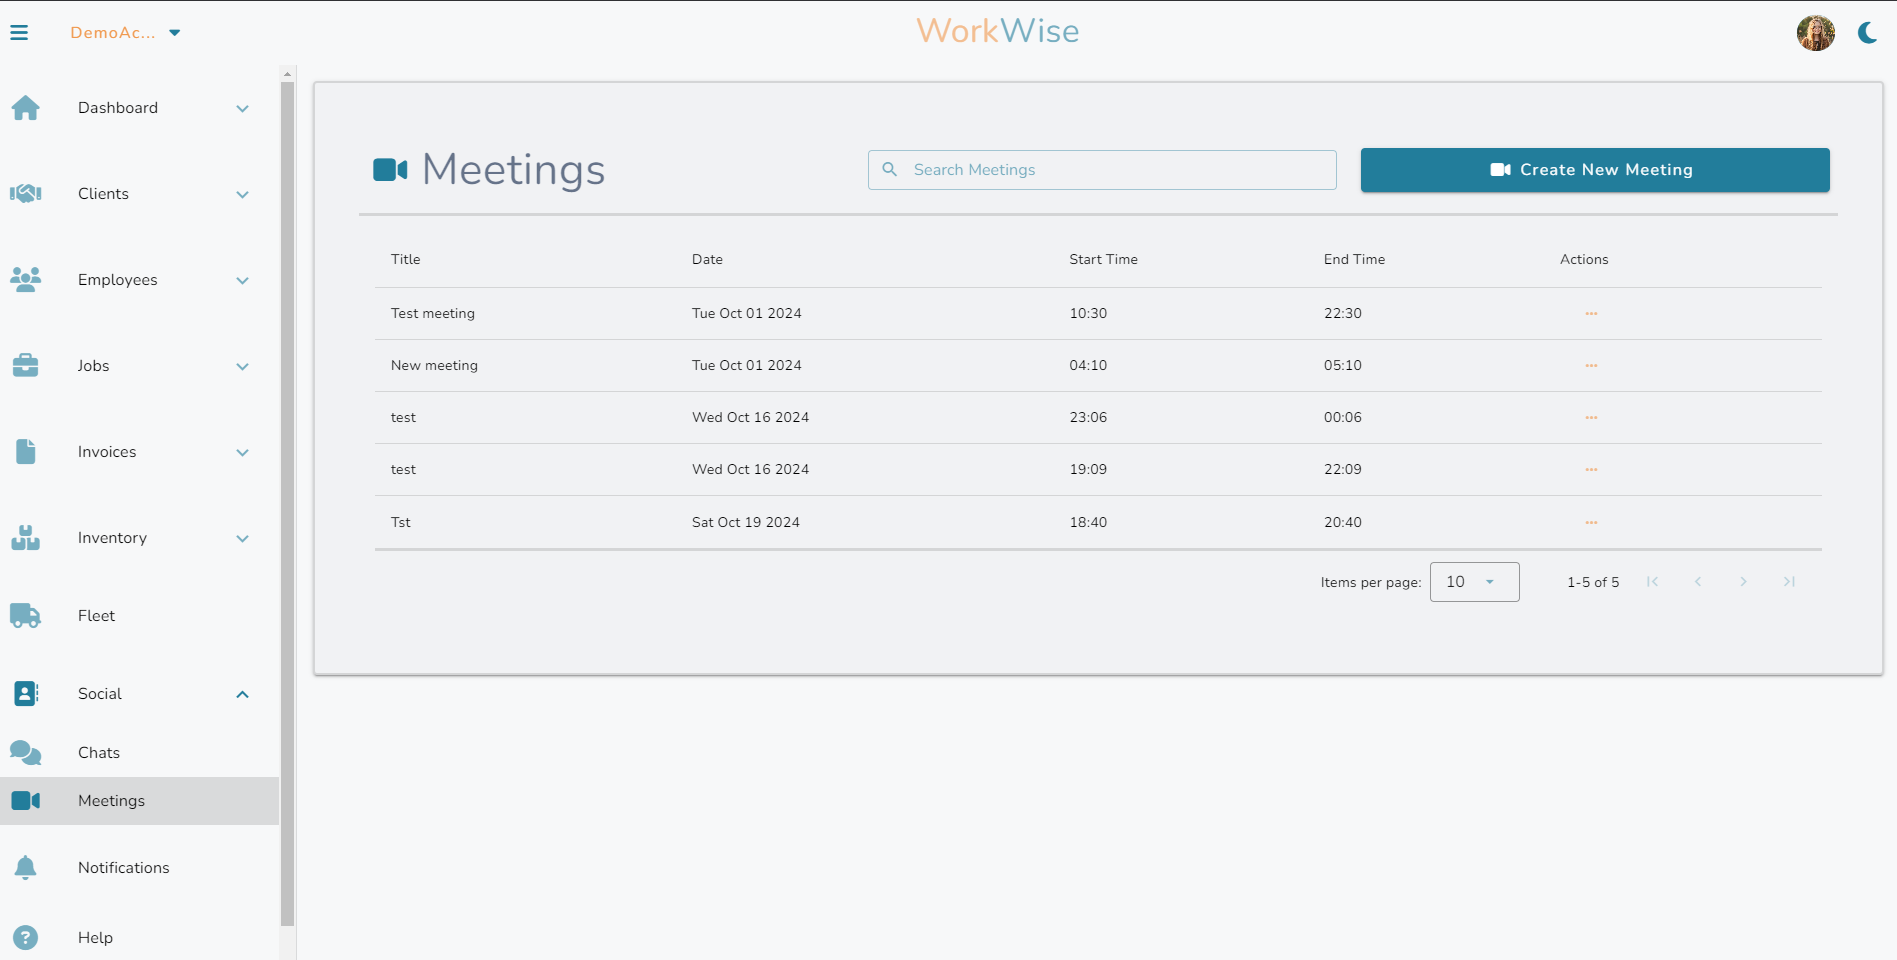 DemoAc...
WorkWise
Dashboard
Clients
Employees
Jobs
Invoices
Inventory
Fleet
Social
Chats
Meetings
Notifications
Help
Meetings
Search Meetings
Create New Meeting
Title Date Start Time End Time Actions
Test meeting Tue Oct 01 2024 10:30 22:30 ...
New meeting Tue Oct 01 2024 04:10 05:10 ...
test Wed Oct 16 2024 23:06 00:06 ...
test Wed Oct 16 2024 19:09 22:09 ...
Tst Sat Oct 19 2024 18:40 20:40 ...
Items per page: 10 1-5 of 5